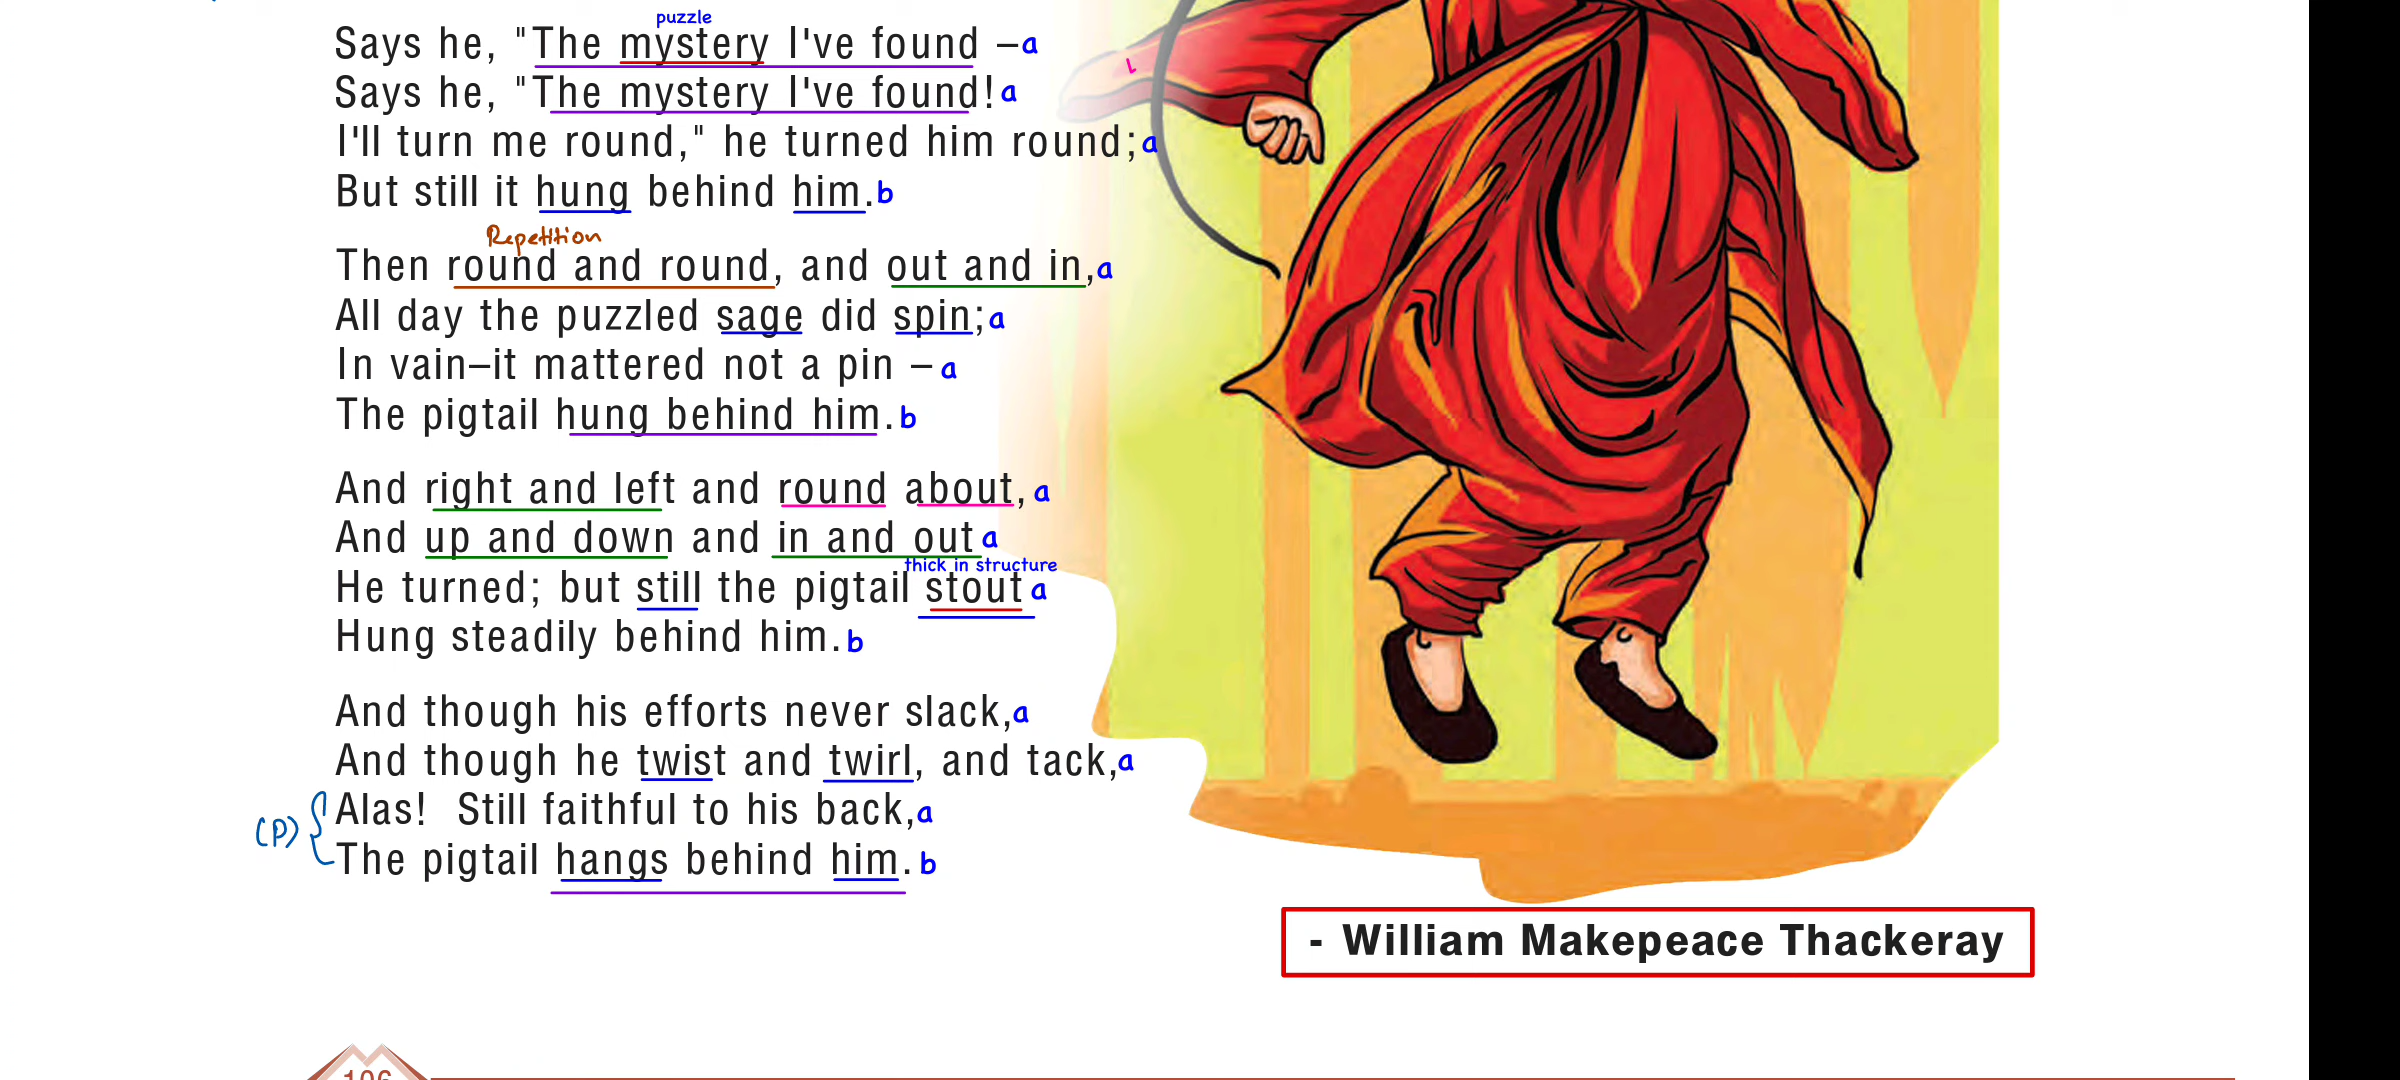 puzzle
Says he, "The mystery I've found – a
Says he, "The mystery I've found! a
I'll turn me round," he turned him round; a
But still it hung behind him. b
Repetition
Then round and round, and out and in, a
All day the puzzled sage did spin; a
In vain–it mattered not a pin – a
The pigtail hung behind him. b
And right and left and round about, a
And up and down and in and out a
thick in structure
He turned; but still the pigtail stout a
Hung steadily behind him. b
And though his efforts never slack, a
And though he twist and twirl, and tack, a
Alas! Still faithful to his back, a
(P)
The pigtail hangs behind him. b
- William Makepeace Thackeray
106